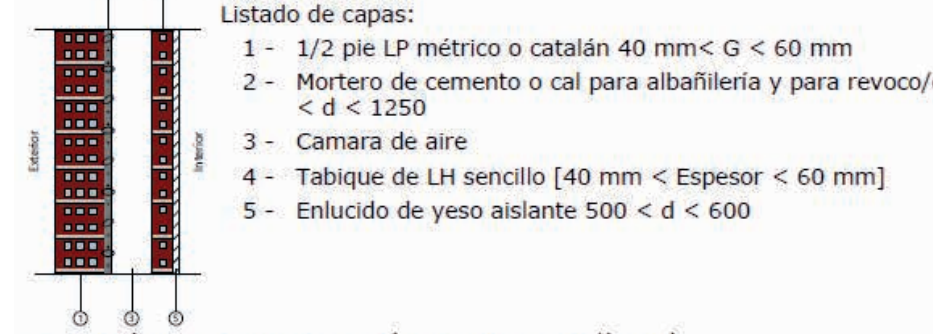 Listado de capas:
1 - 1/2 pie LP métrico o catalán 40 mm< G < 60 mm
2 - Mortero de cemento o cal para albañilería y para revoco/
< d < 1250
3 - Camara de aire
4 - Tabique de LH sencillo [40 mm < Espesor < 60 mm]
5 - Enlucido de yeso aislante 500 < d < 600
Exterior
Interior
1 3 5